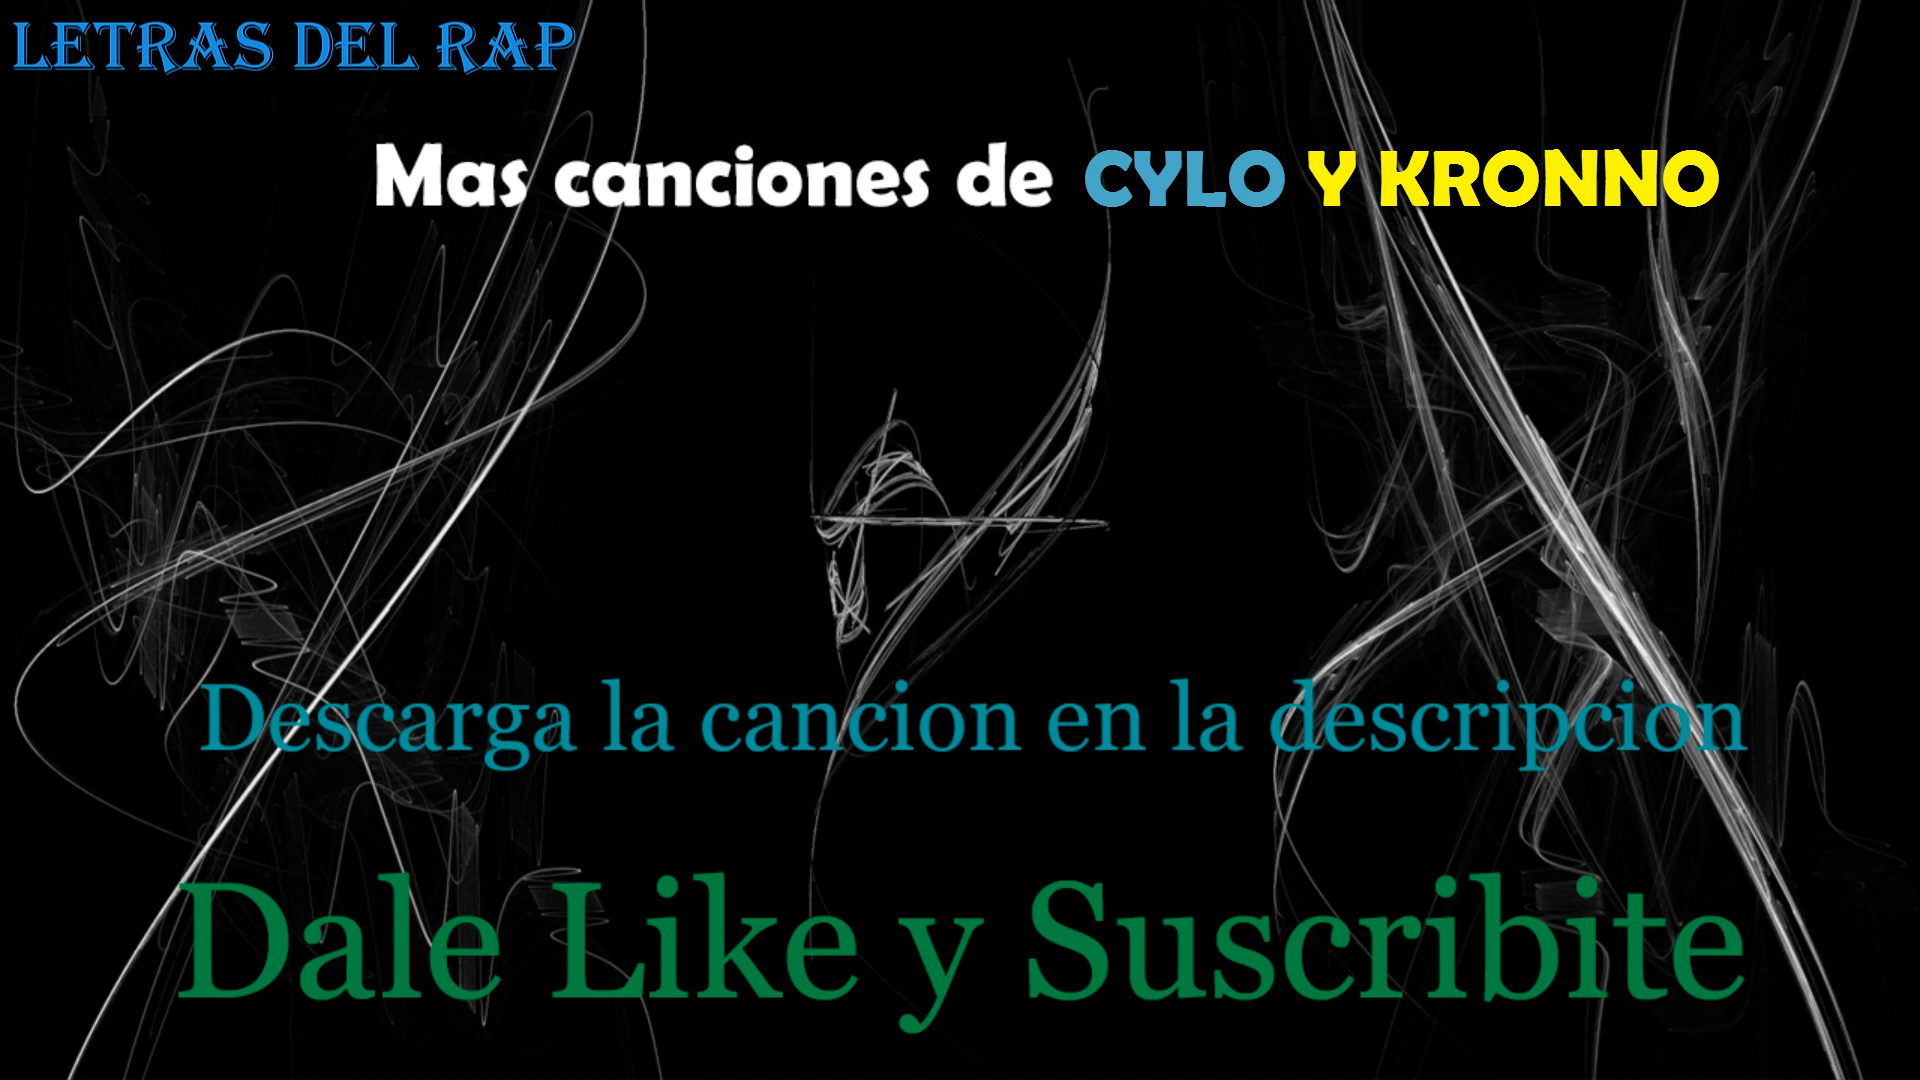 LETRAS DEL RAP
Mas canciones de CYLO Y KRONNO
Descarga la cancion en la descripcion
Dale Like y Suscribite